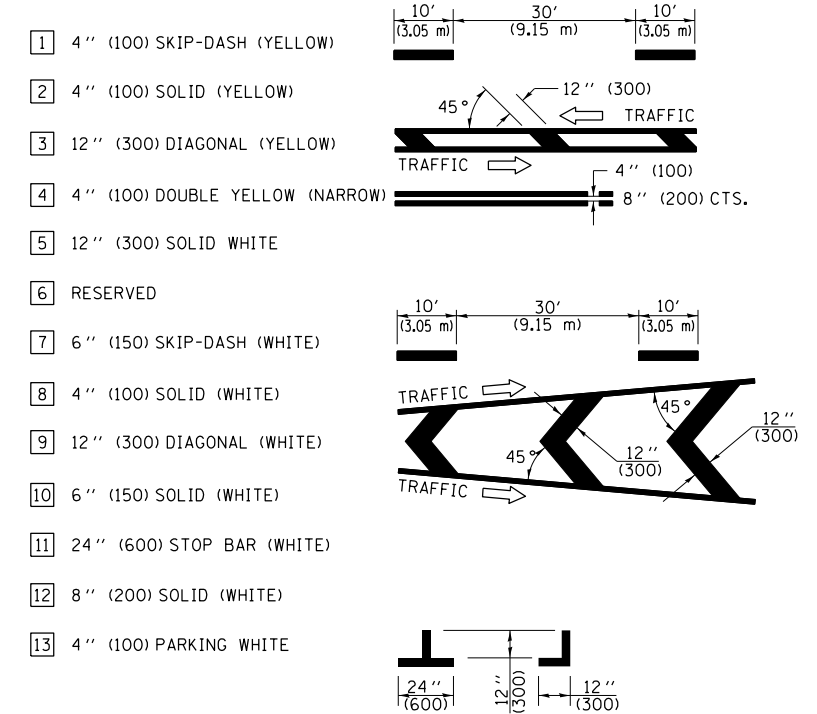 10' 30' 10'
(3.05 m) (9.15 m) (3.05 m)
1 4'' (100) SKIP-DASH (YELLOW)
2 4'' (100) SOLID (YELLOW)
45° 12'' (300)
TRAFFIC
3 12'' (300) DIAGONAL (YELLOW)
TRAFFIC
4'' (100)
4 4'' (100) DOUBLE YELLOW (NARROW)
8'' (200) CTS.
5 12'' (300) SOLID WHITE
6 RESERVED
10' 30' 10'
(3.05 m) (9.15 m) (3.05 m)
7 6'' (150) SKIP-DASH (WHITE)
8 4'' (100) SOLID (WHITE)
TRAFFIC
45°
12''
(300)
9 12'' (300) DIAGONAL (WHITE)
45°
12''
(300)
10 6'' (150) SOLID (WHITE)
TRAFFIC
11 24'' (600) STOP BAR (WHITE)
12 8'' (200) SOLID (WHITE)
13 4'' (100) PARKING WHITE
24''
(600)
12''
(300)
12''
(300)